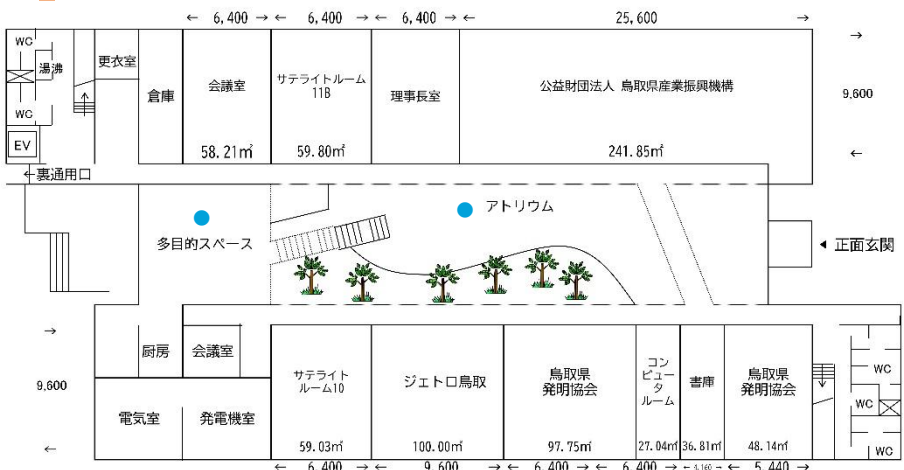 6,400
6,400
6,400
25,600
WC
湯沸
WC
EV
更衣室
倉庫
会議室
58.21㎡
サテライトルーム
11B
59.80㎡
理事長室
公益財団法人 鳥取県産業振興機構
241.85㎡
9,600
←裏通用口
多目的スペース
アトリウム
正面玄関
9,600
厨房
会議室
電気室
発電機室
サテライト
ルーム10
59.03㎡
ジェトロ鳥取
100.00㎡
鳥取県
発明協会
97.75㎡
コン
ピュー
タ
ルーム
27.04㎡
書庫
36.81㎡
鳥取県
発明協会
48.14㎡
WC
WC
WC
6,400
9,600
6,400
6,400
4,160
5,440